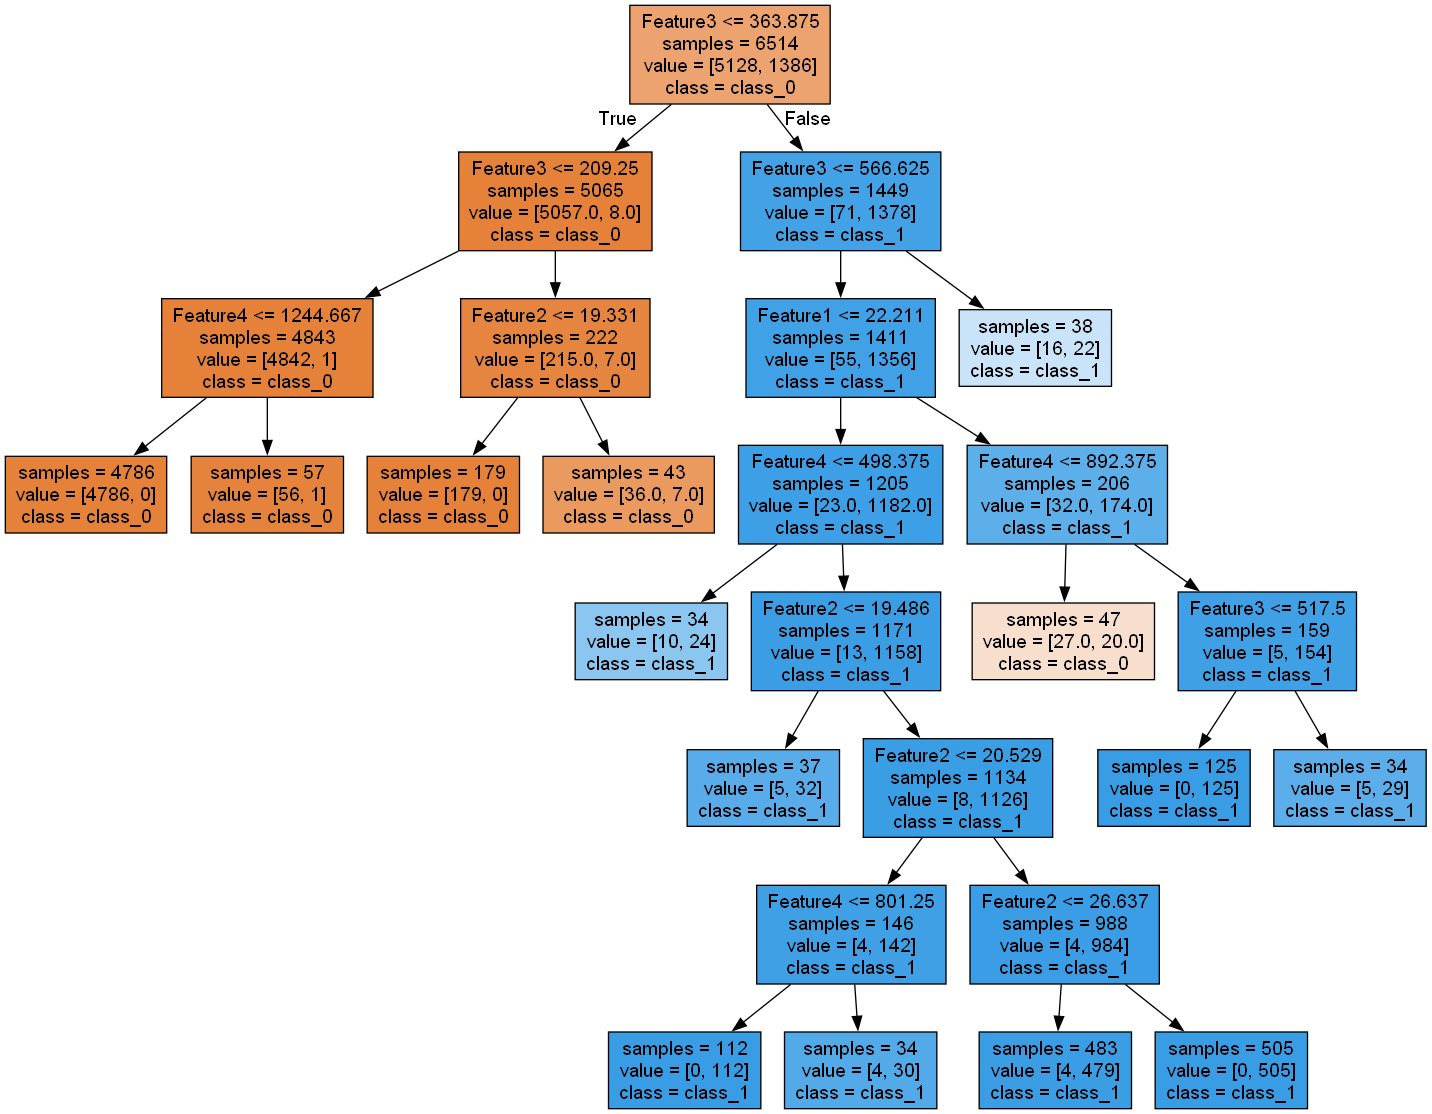 Feature3 <= 363.875
samples = 6514
value = [5128, 1386]
class = class_0
True
False
Feature3 <= 209.25
samples = 5065
value = [5057.0, 8.0]
class = class_0
Feature3 <= 566.625
samples = 1449
value = [71, 1378]
class = class_1
Feature4 <= 1244.667
samples = 4843
value = [4842, 1]
class = class_0
Feature2 <= 19.331
samples = 222
value = [215.0, 7.0]
class = class_0
Feature1 <= 22.211
samples = 1411
value = [55, 1356]
class = class_1
samples = 38
value = [16, 22]
class = class_1
samples = 4786
value = [4786, 0]
class = class_0
samples = 57
value = [56, 1]
class = class_0
samples = 179
value = [179, 0]
class = class_0
samples = 43
value = [36.0, 7.0]
class = class_0
Feature4 <= 498.375
samples = 1205
value = [23.0, 1182.0]
class = class_1
Feature4 <= 892.375
samples = 206
value = [32.0, 174.0]
class = class_1
samples = 34
value = [10, 24]
class = class_1
Feature2 <= 19.486
samples = 1171
value = [13, 1158]
class = class_1
samples = 47
value = [27.0, 20.0]
class = class_0
Feature3 <= 517.5
samples = 159
value = [5, 154]
class = class_1
samples = 37
value = [5, 32]
class = class_1
Feature2 <= 20.529
samples = 1134
value = [8, 1126]
class = class_1
samples = 125
value = [0, 125]
class = class_1
samples = 34
value = [5, 29]
class = class_1
Feature4 <= 801.25
samples = 146
value = [4, 142]
class = class_1
Feature2 <= 26.637
samples = 988
value = [4, 984]
class = class_1
samples = 112
value = [0, 112]
class = class_1
samples = 34
value = [4, 30]
class = class_1
samples = 483
value = [4, 479]
class = class_1
samples = 505
value = [0, 505]
class = class_1